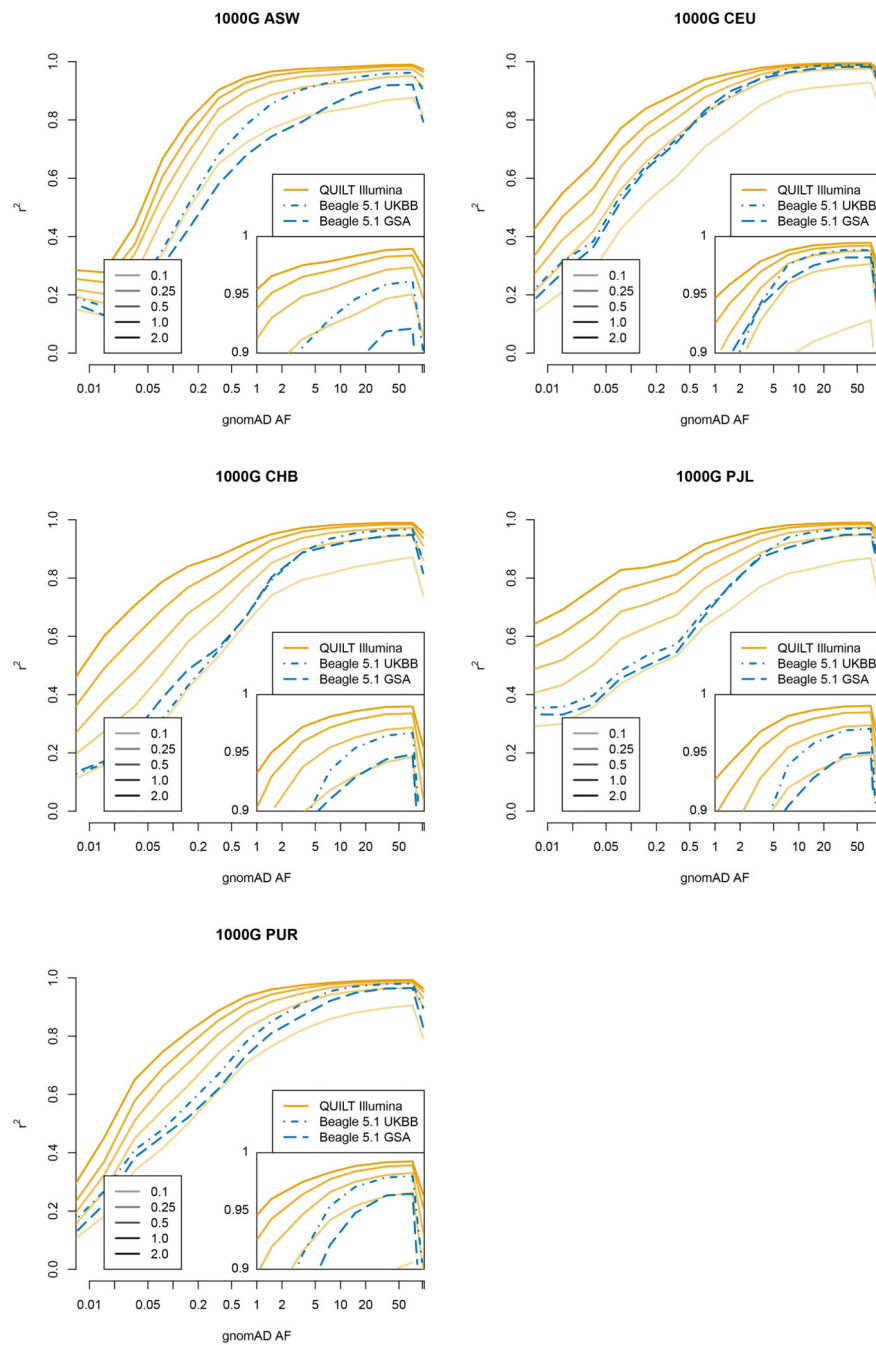 1000G ASW
1.0
0.8
0.6
0.4
0.2
0.0
r²
QUILT Illumina
Beagle 5.1 UKBB
Beagle 5.1 GSA
0.1
0.25
0.5
1.0
2.0
1
0.95
0.9
0.01 0.05 0.2 0.5 1 2 5 10 20 50
gnomAD AF
1000G CEU
1.0
0.8
0.6
0.4
0.2
0.0
r²
QUILT Illumina
Beagle 5.1 UKBB
Beagle 5.1 GSA
0.1
0.25
0.5
1.0
2.0
1
0.95
0.9
0.01 0.05 0.2 0.5 1 2 5 10 20 50
gnomAD AF
1000G CHB
1.0
0.8
0.6
0.4
0.2
0.0
r²
QUILT Illumina
Beagle 5.1 UKBB
Beagle 5.1 GSA
0.1
0.25
0.5
1.0
2.0
1
0.95
0.9
0.01 0.05 0.2 0.5 1 2 5 10 20 50
gnomAD AF
1000G PJL
1.0
0.8
0.6
0.4
0.2
0.0
r²
QUILT Illumina
Beagle 5.1 UKBB
Beagle 5.1 GSA
0.1
0.25
0.5
1.0
2.0
1
0.95
0.9
0.01 0.05 0.2 0.5 1 2 5 10 20 50
gnomAD AF
1000G PUR
1.0
0.8
0.6
0.4
0.2
0.0
r²
QUILT Illumina
Beagle 5.1 UKBB
Beagle 5.1 GSA
0.1
0.25
0.5
1.0
2.0
1
0.95
0.9
0.01 0.05 0.2 0.5 1 2 5 10 20 50
gnomAD AF